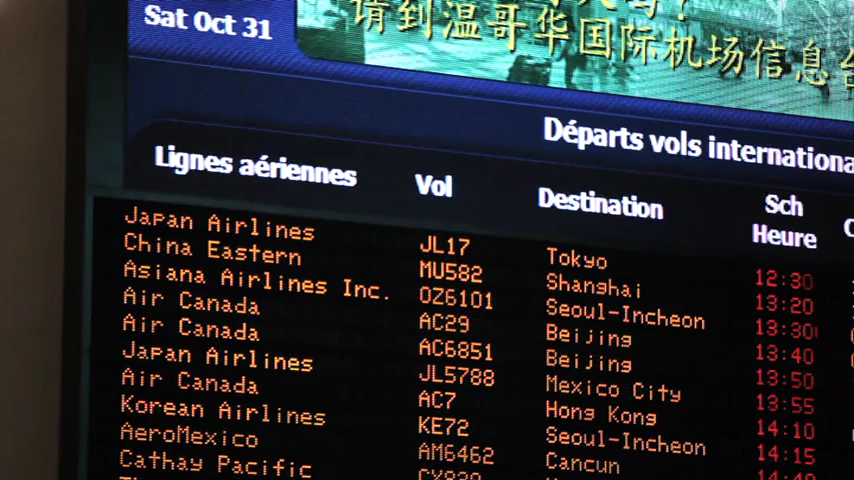 Sat Oct 31
请到温哥华国际机场信息台
Départs vols internationa
Lignes aériennes Vol Destination Sch Heure
Japan Airlines JL17 Tokyo 12:30
China Eastern MU582 Shanghai 13:20
Asiana Airlines Inc. OZ6101 Seoul-Incheon 13:30
Air Canada AC29 Beijing 13:40
Air Canada AC6851 Beijing 13:50
Japan Airlines JL5788 Mexico City 13:55
Air Canada AC7 Hong Kong 14:10
Korean Airlines KE72 Seoul-Incheon 14:15
AeroMexico AM6462 Cancun
Cathay Pacific